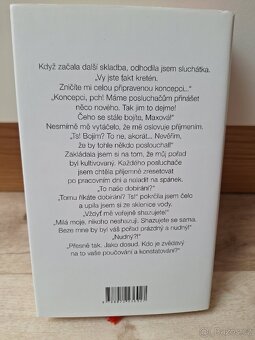 Když začala další skladba, odhodila jsem sluchátka.
„Vy jste fakt kretén.
Zničíte mi celou připravenou koncepci...“
„Koncepci, pch! Máme posluchačům přinášet
něco nového. Tak jim to dejme!
Čeho se stále bojíte, Maxová!“
Nesmírně mě vytáčelo, že mě oslovuje příjmením.
„Ts! Bojím? To ne, akorát... Nevěřím,
že by tohle někdo poslouchal!“
Zakládala jsem si na tom, že můj pořad
byl kultivovaný. Každého posluchače
jsem chtěla příjemně zresetovat
po pracovním dni a naladit na spánek.
„To naše dobírání?“
„Tomu říkáte dobírání? Ts!“ pokrčila jsem čelo
a upila jsem si ze sklenice vody.
„Vždyť mě veřejně shazujete!“
„Milá moje, nikoho neshazuji. Shazujete se sama.
Beze mne by byl váš pořad prázdný a nudný!“
„Nudný?!“
„Přesně tak. Jako dosud. Kdo je zvědavý
na to vaše poučování a konstatování?“